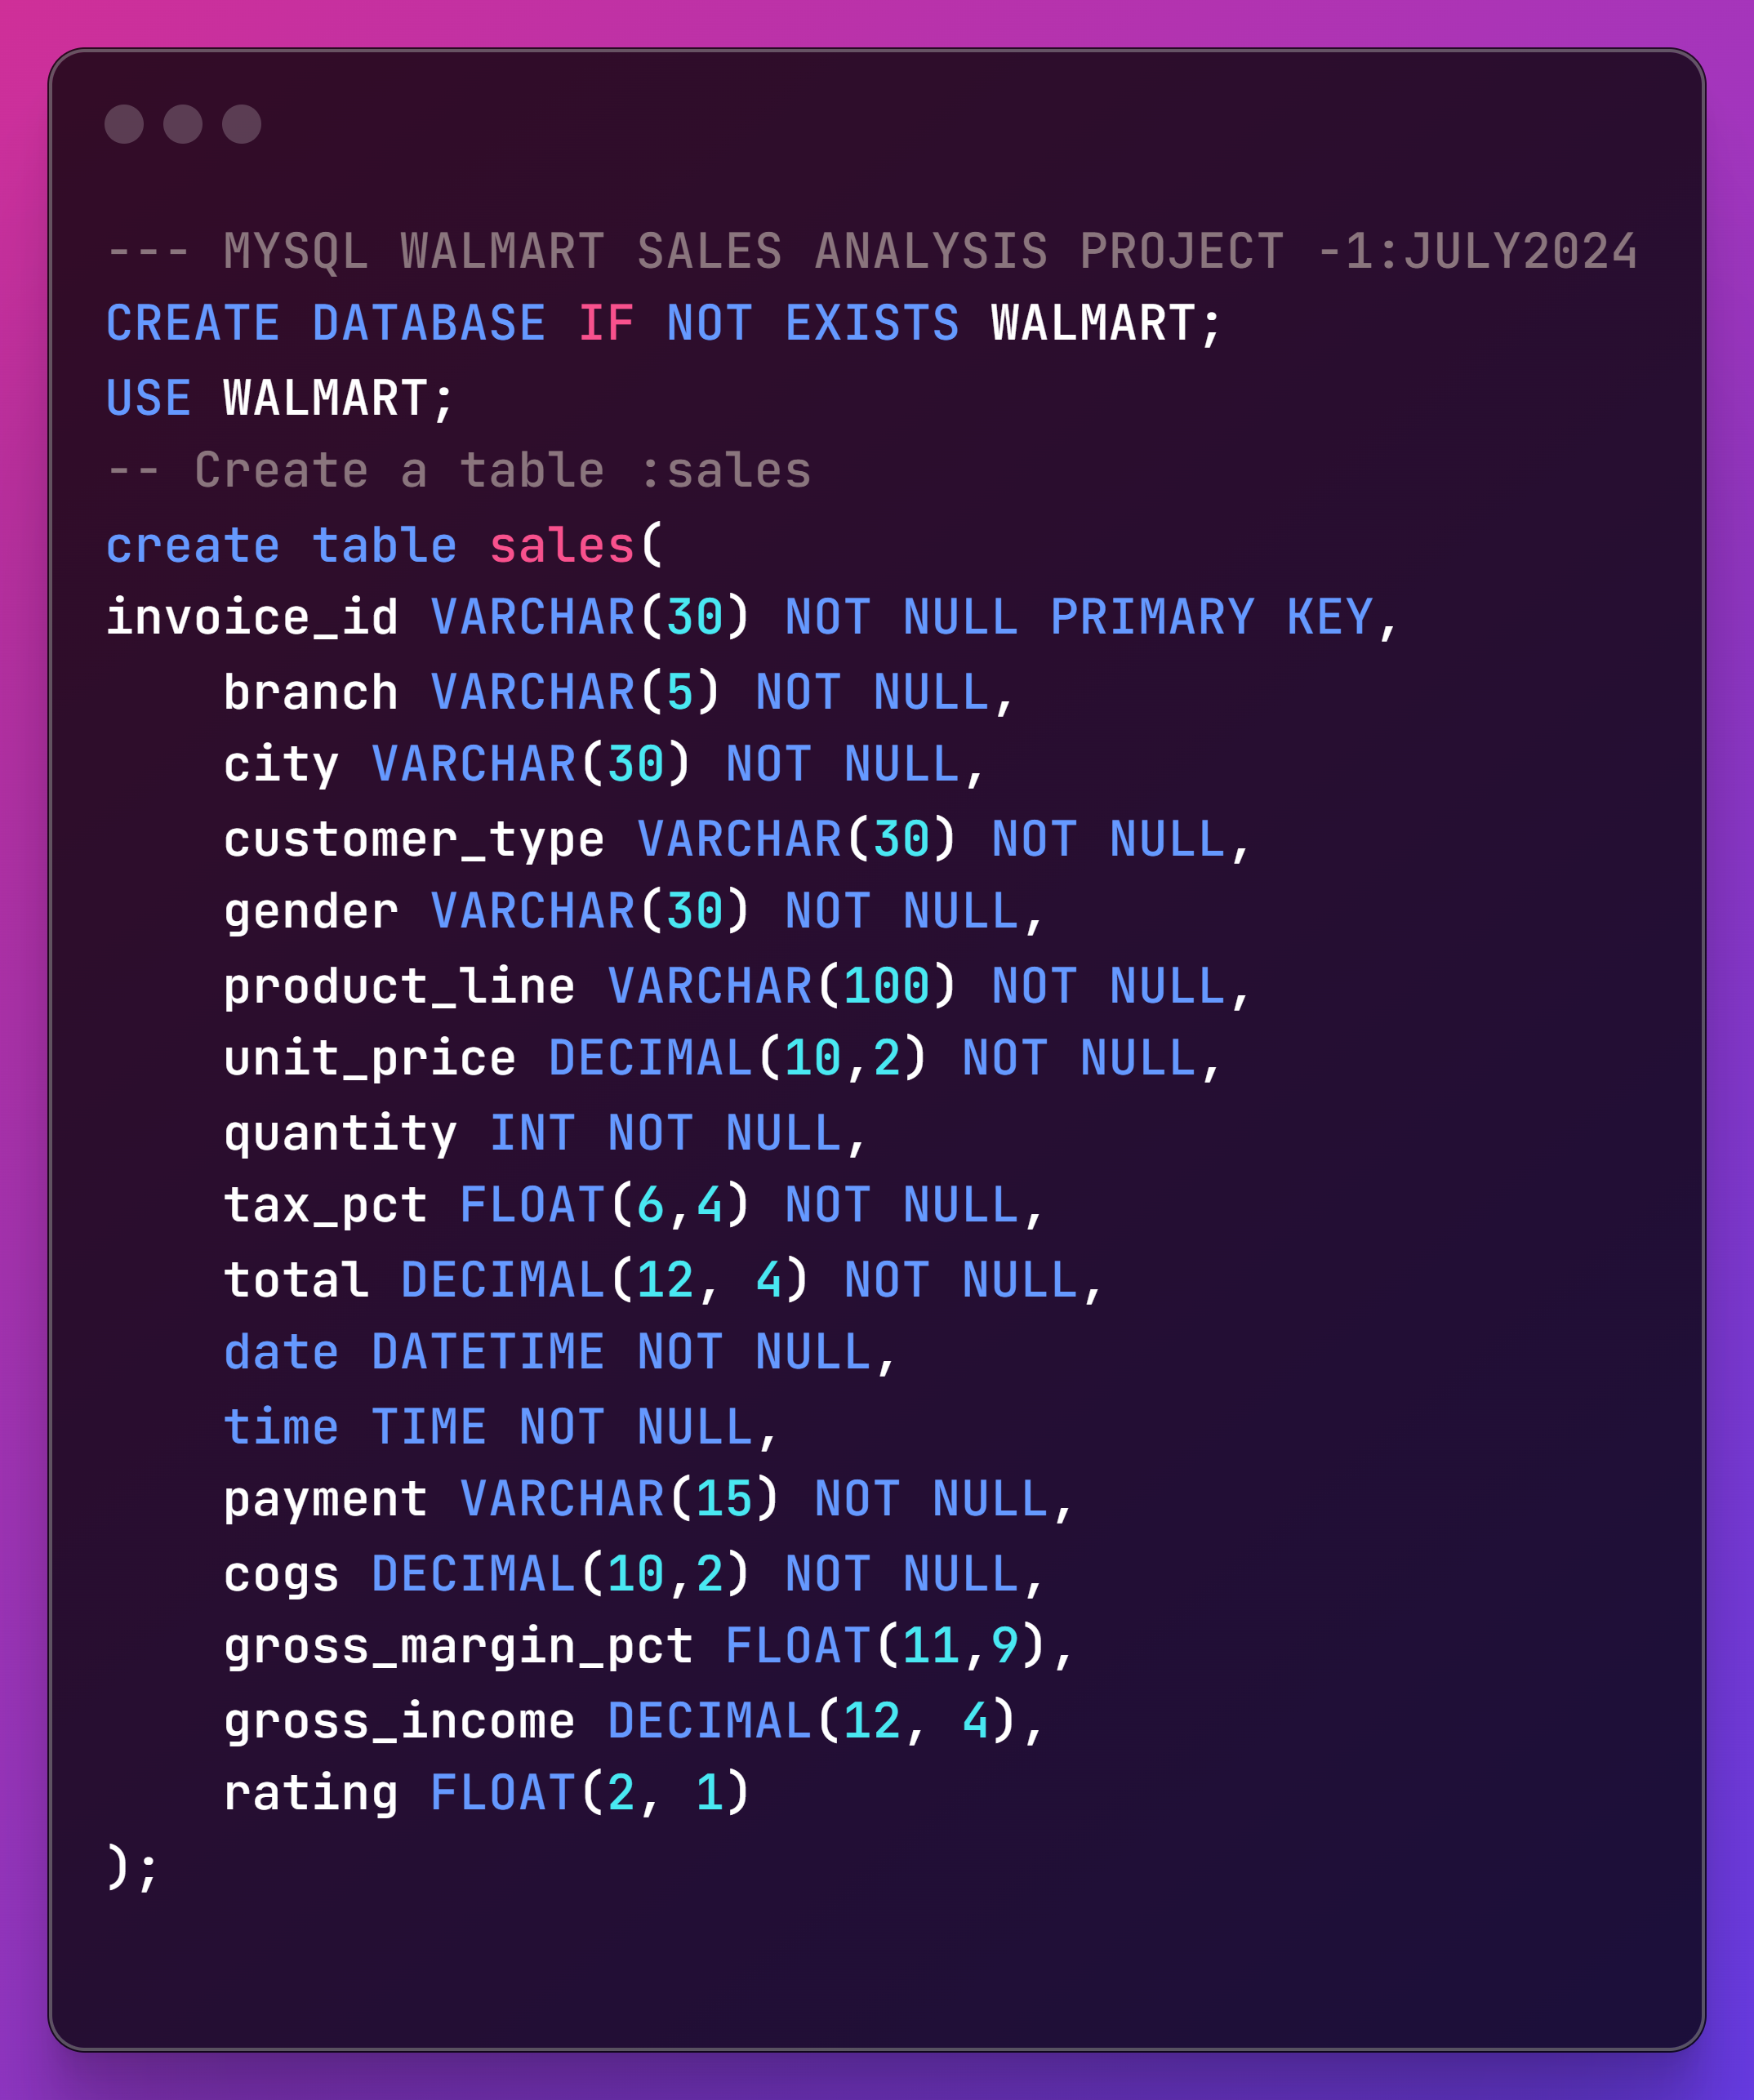 --- MYSQL WALMART SALES ANALYSIS PROJECT -1:JULY2024
CREATE DATABASE IF NOT EXISTS WALMART;
USE WALMART;
-- Create a table :sales
create table sales(
invoice_id VARCHAR(30) NOT NULL PRIMARY KEY,
    branch VARCHAR(5) NOT NULL,
    city VARCHAR(30) NOT NULL,
    customer_type VARCHAR(30) NOT NULL,
    gender VARCHAR(30) NOT NULL,
    product_line VARCHAR(100) NOT NULL,
    unit_price DECIMAL(10,2) NOT NULL,
    quantity INT NOT NULL,
    tax_pct FLOAT(6,4) NOT NULL,
    total DECIMAL(12, 4) NOT NULL,
    date DATETIME NOT NULL,
    time TIME NOT NULL,
    payment VARCHAR(15) NOT NULL,
    cogs DECIMAL(10,2) NOT NULL,
    gross_margin_pct FLOAT(11,9),
    gross_income DECIMAL(12, 4),
    rating FLOAT(2, 1)
);